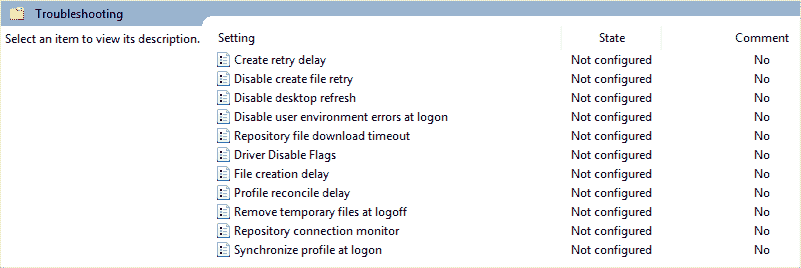 Troubleshooting
Select an item to view its description.
Setting State Comment
Create retry delay Not configured No
Disable create file retry Not configured No
Disable desktop refresh Not configured No
Disable user environment errors at logon Not configured No
Repository file download timeout Not configured No
Driver Disable Flags Not configured No
File creation delay Not configured No
Profile reconcile delay Not configured No
Remove temporary files at logoff Not configured No
Repository connection monitor Not configured No
Synchronize profile at logon Not configured No